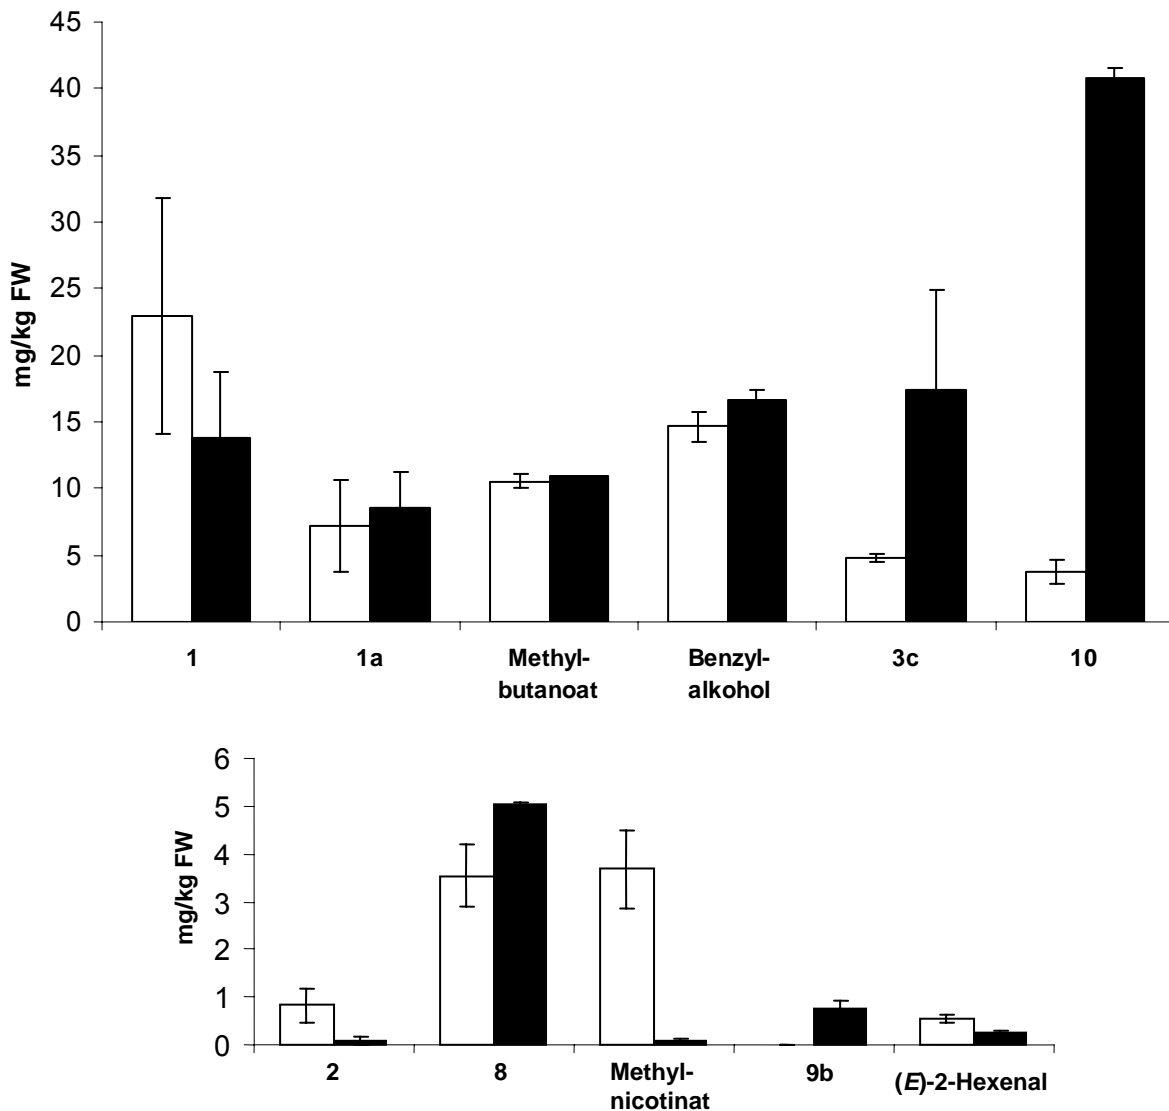 45
40
35
30
25
20
15
10
5
0
mg/kg FW
1 1a Methyl- Benzyl- 3c 10
butanoat alkohol
6
5
4
3
2
1
0
mg/kg FW
2 8 Methyl- 9b (E)-2-Hexenal
nicotinat